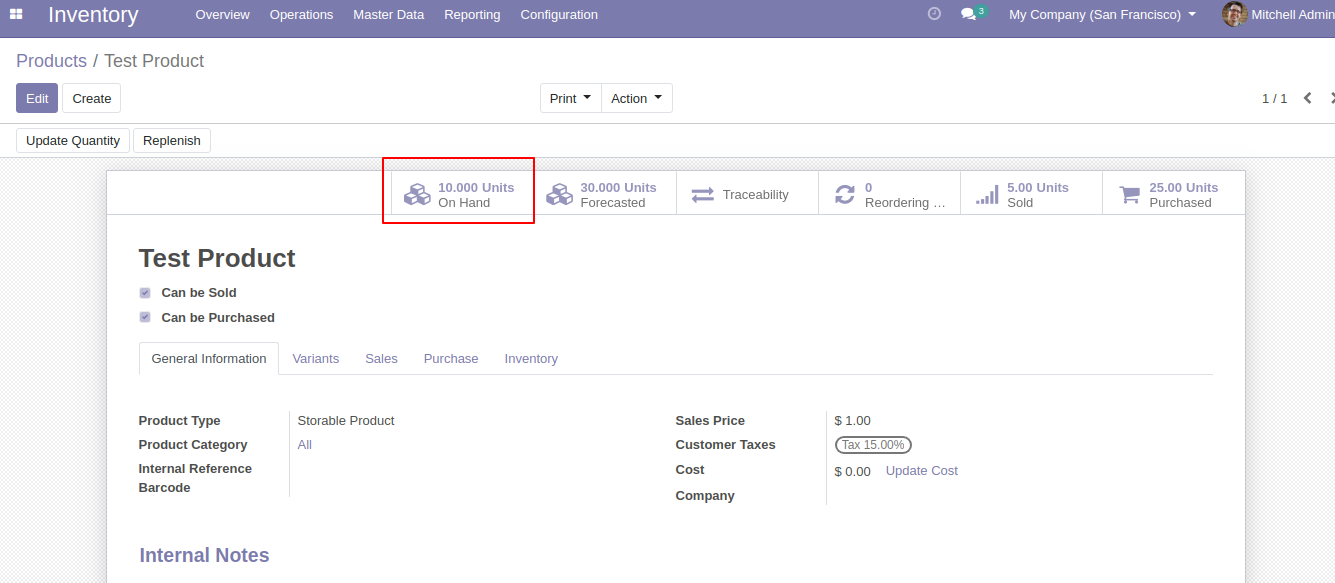 Inventory Overview Operations Master Data Reporting Configuration 3 My Company (San Francisco) Mitchell Admin
Products / Test Product
Edit Create Print Action 1 / 1
Update Quantity Replenish
10.000 Units
On Hand
30.000 Units
Forecasted
Traceability
0
Reordering ...
5.00 Units
Sold
25.00 Units
Purchased
Test Product
Can be Sold
Can be Purchased
General Information Variants Sales Purchase Inventory
Product Type Storable Product
Product Category All
Internal Reference
Barcode
Sales Price $ 1.00
Customer Taxes Tax 15.00%
Cost $ 0.00 Update Cost
Company
Internal Notes